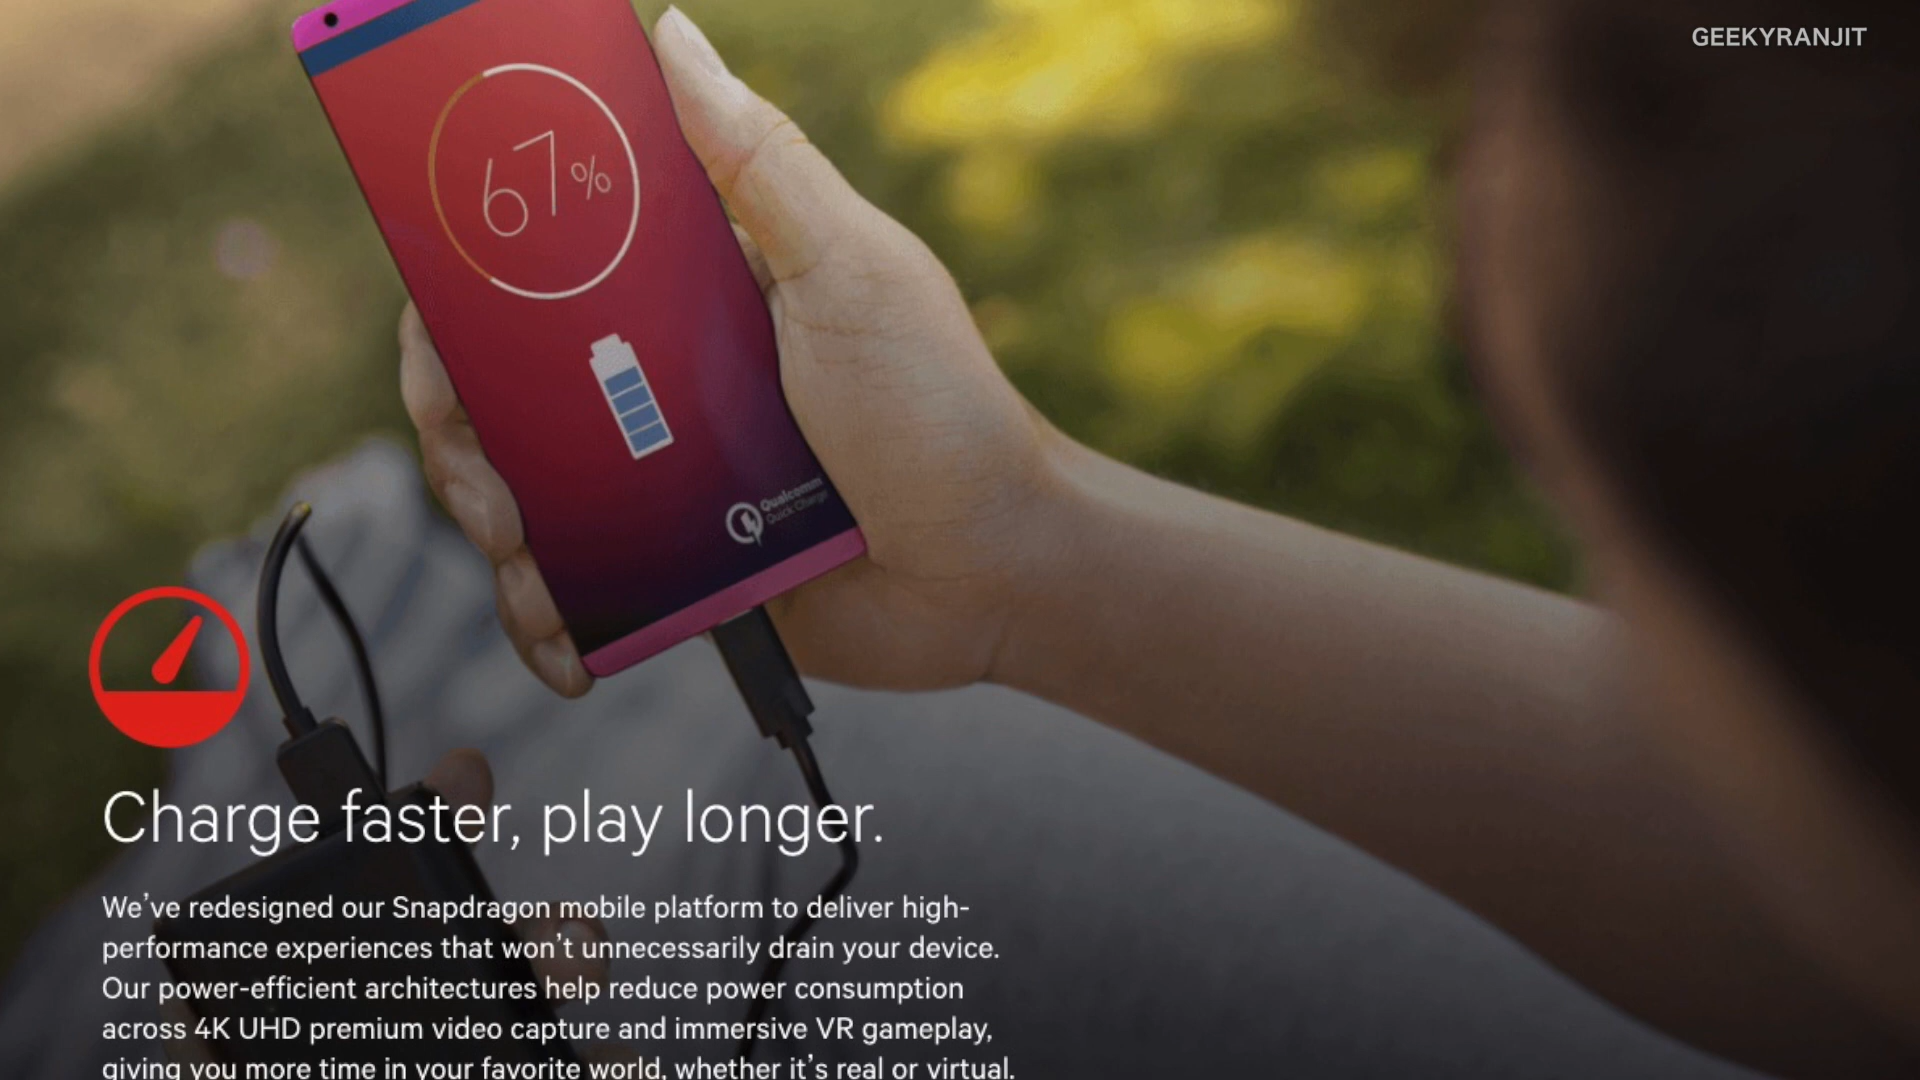 GEEKYRANJIT
67%
Qualcomm
Quick Charge
Charge faster, play longer.
We've redesigned our Snapdragon mobile platform to deliver high-
performance experiences that won't unnecessarily drain your device.
Our power-efficient architectures help reduce power consumption
across 4K UHD premium video capture and immersive VR gameplay,
giving you more time in your favorite world, whether it's real or virtual.